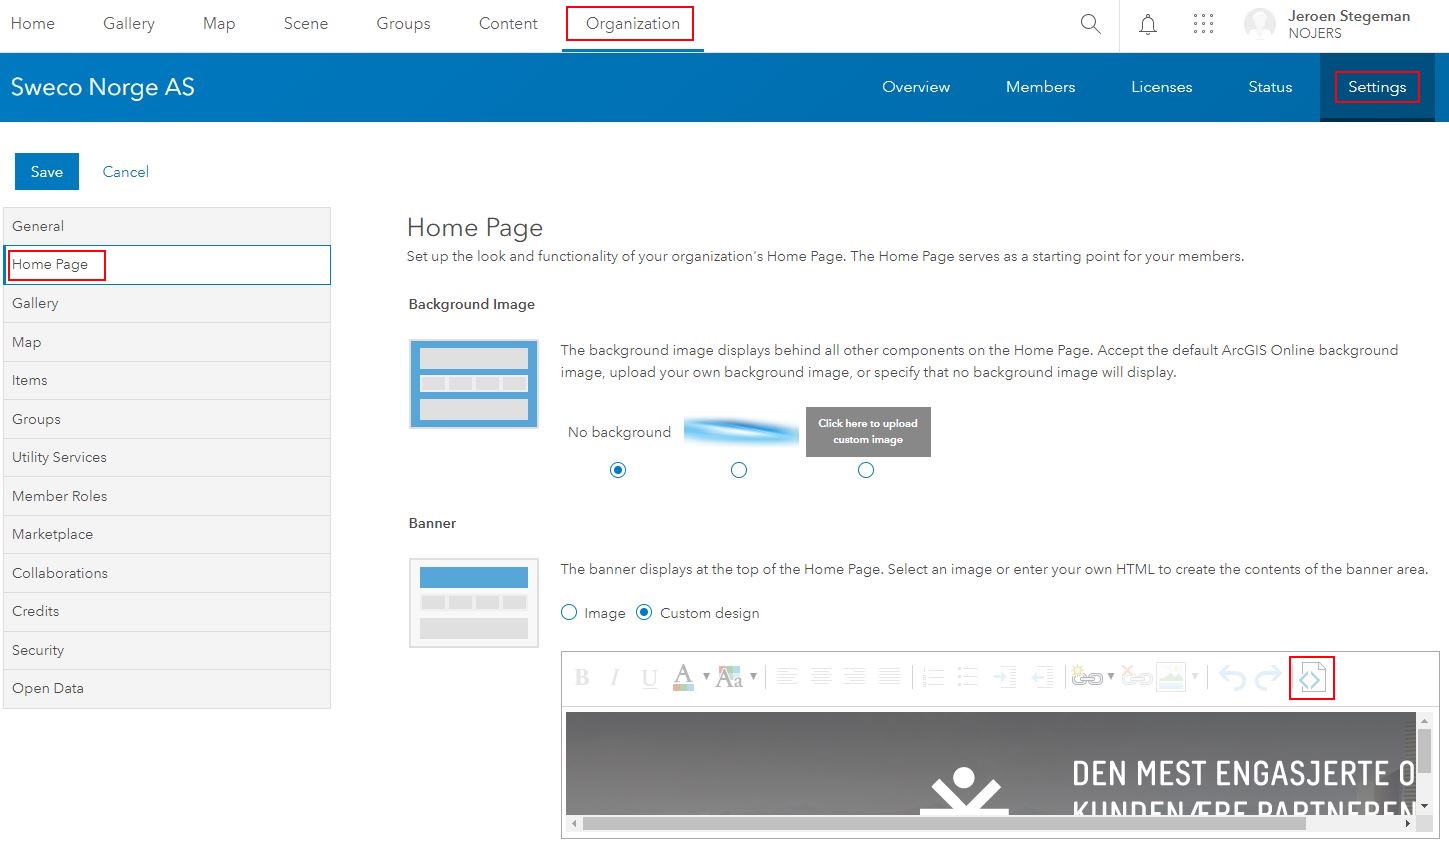 Home Gallery Map Scene Groups Content Organization Jeroen Stegeman
NOJERS
Sweco Norge AS Overview Members Licenses Status Settings
Save Cancel
General
Home Page
Gallery
Map
Items
Groups
Utility Services
Member Roles
Marketplace
Collaborations
Credits
Security
Open Data
Home Page
Set up the look and functionality of your organization's Home Page. The Home Page serves as a starting point for your members.
Background Image
The background image displays behind all other components on the Home Page. Accept the default ArcGIS Online background
image, upload your own background image, or specify that no background image will display.
No background
Click here to upload
custom image
Banner
The banner displays at the top of the Home Page. Select an image or enter your own HTML to create the contents of the banner area.
Image Custom design
B I U A Aa
DEN MEST ENGASJERTE O
KUNDENÆRE PARTNEREN